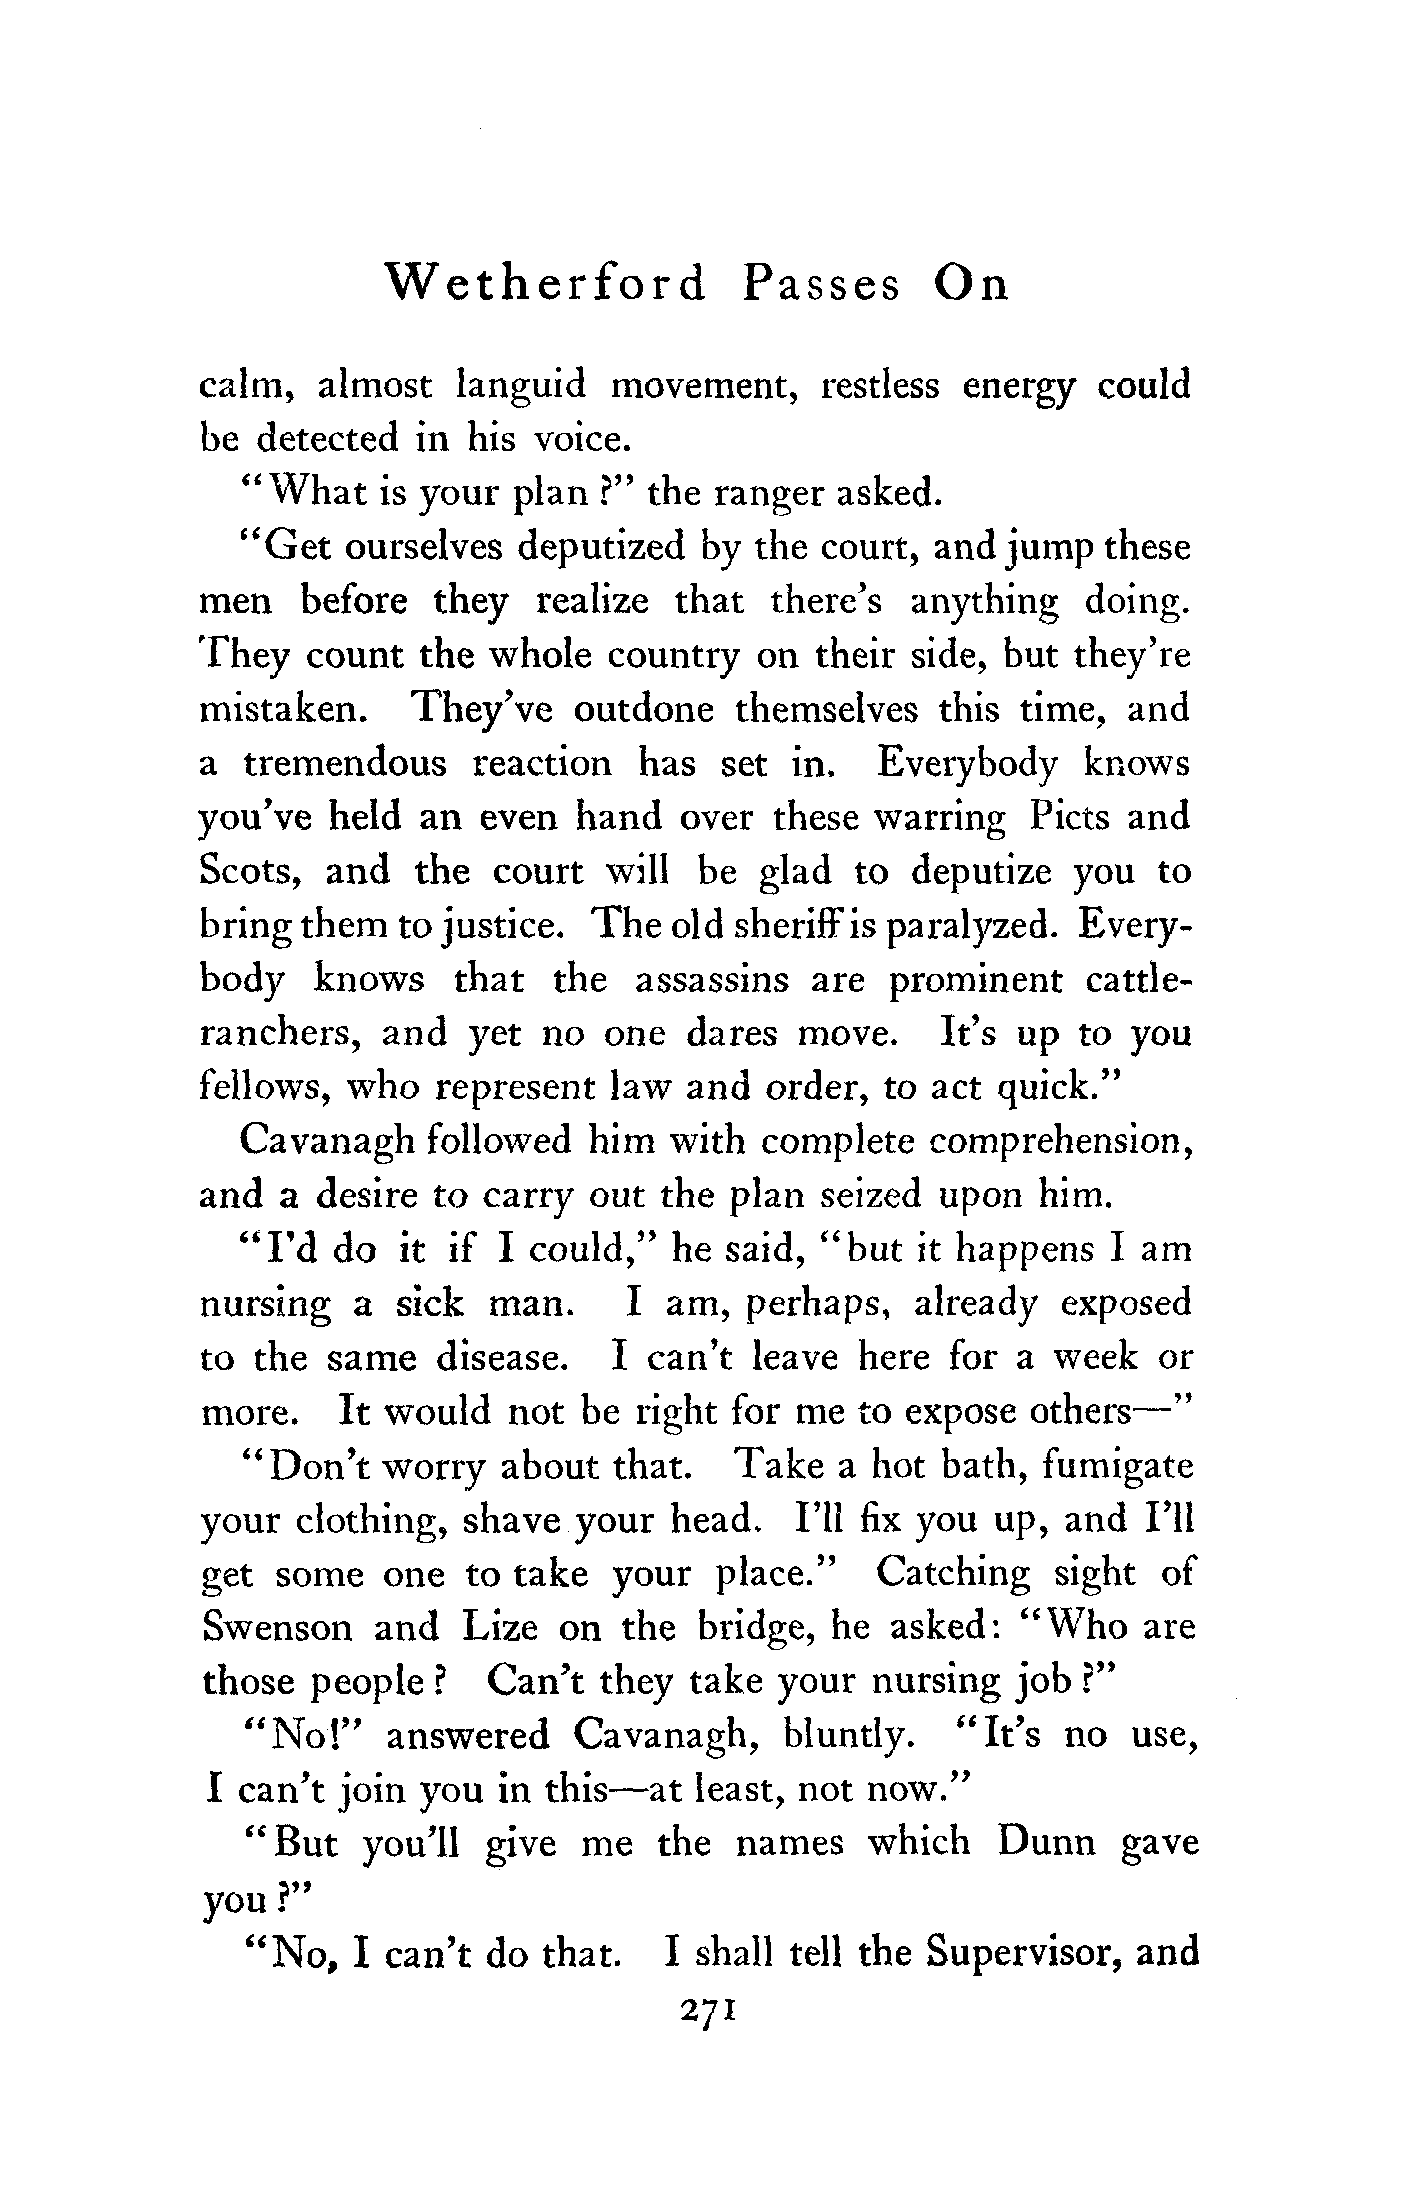 Wetherford Passes On
calm, almost languid movement, restless energy could
be detected in his voice.
“What is your plan?” the ranger asked.
“Get ourselves deputized by the court, and jump these
men before they realize that there’s anything doing.
They count the whole country on their side, but they’re
mistaken. They’ve outdone themselves this time, and
a tremendous reaction has set in. Everybody knows
you’ve held an even hand over these warring Picts and
Scots, and the court will be glad to deputize you to
bring them to justice. The old sheriff is paralyzed. Every-
body knows that the assassins are prominent cattle-
ranchers, and yet no one dares move. It’s up to you
fellows, who represent law and order, to act quick.”
Cavanagh followed him with complete comprehension,
and a desire to carry out the plan seized upon him.
“I’d do it if I could,” he said, “but it happens I am
nursing a sick man. I am, perhaps, already exposed
to the same disease. I can’t leave here for a week or
more. It would not be right for me to expose others—”
“Don’t worry about that. Take a hot bath, fumigate
your clothing, shave your head. I’ll fix you up, and I’ll
get some one to take your place.” Catching sight of
Swenson and Lize on the bridge, he asked: “Who are
those people? Can’t they take your nursing job?”
“No!” answered Cavanagh, bluntly. “It’s no use,
I can’t join you in this—at least, not now.”
“But you’ll give me the names which Dunn gave
you?”
“No, I can’t do that. I shall tell the Supervisor, and
271